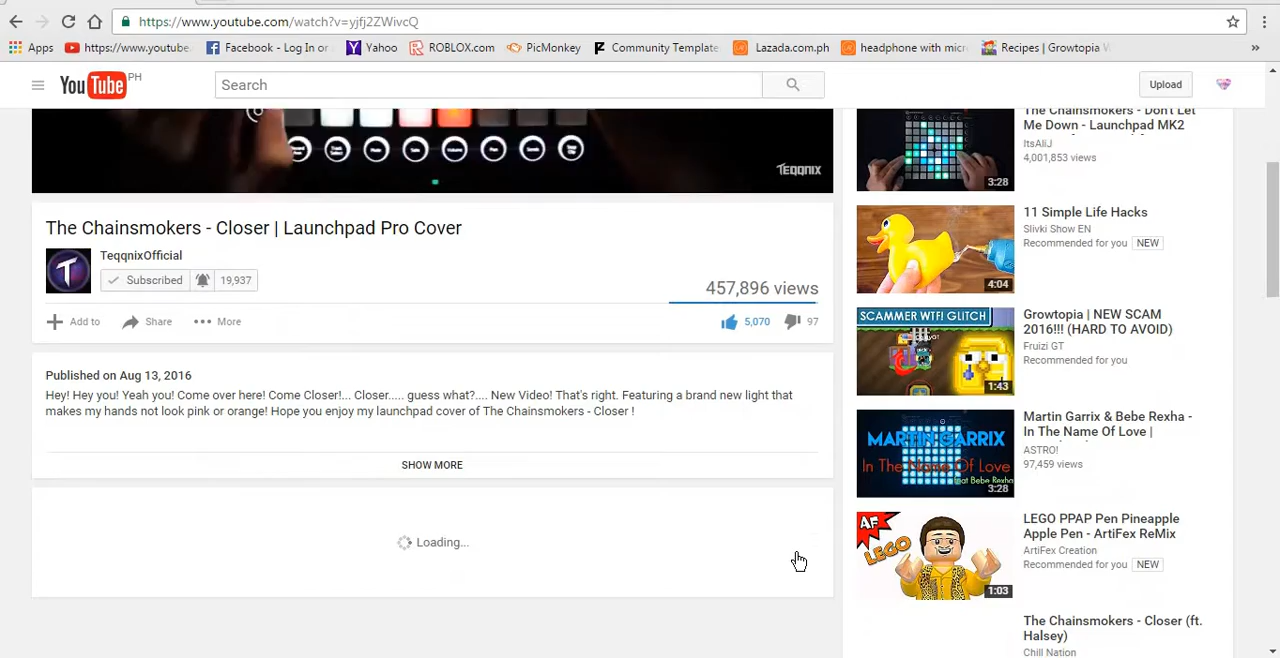 https://www.youtube.com/watch?v=yjfj2ZWivcQ
Apps
https://www.youtube
Facebook - Log In or
Yahoo
ROBLOX.com
PicMonkey
Community Template
Lazada.com.ph
headphone with micr
Recipes | Growtopia W
»
YouTube PH
Search
Upload
TEQQNIX
The Chainsmokers - Closer | Launchpad Pro Cover
TeqqnixOfficial
Subscribed
19,937
457,896 views
Add to
Share
More
5,070
97
Published on Aug 13, 2016
Hey! Hey you! Yeah you! Come over here! Come Closer!... Closer..... guess what?.... New Video! That's right. Featuring a brand new light that
makes my hands not look pink or orange! Hope you enjoy my launchpad cover of The Chainsmokers - Closer !
SHOW MORE
Loading...
The Chainsmokers - Don't Let
Me Down - Launchpad MK2
ItsAliJ
4,001,853 views
3:28
11 Simple Life Hacks
Slivki Show EN
Recommended for you NEW
4:04
SCAMMER WTF! GLITCH
Growtopia | NEW SCAM
2016!!! (HARD TO AVOID)
Fruizi GT
Recommended for you
1:43
MARTIN GARRIX
In The Name Of Love
feat Bebe Rexha
Martin Garrix & Bebe Rexha -
In The Name Of Love |
ASTRO!
97,459 views
3:28
AF
LEGO
LEGO PPAP Pen Pineapple
Apple Pen - ArtiFex ReMix
ArtiFex Creation
Recommended for you NEW
1:03
The Chainsmokers - Closer (ft.
Halsey)
Chill Nation